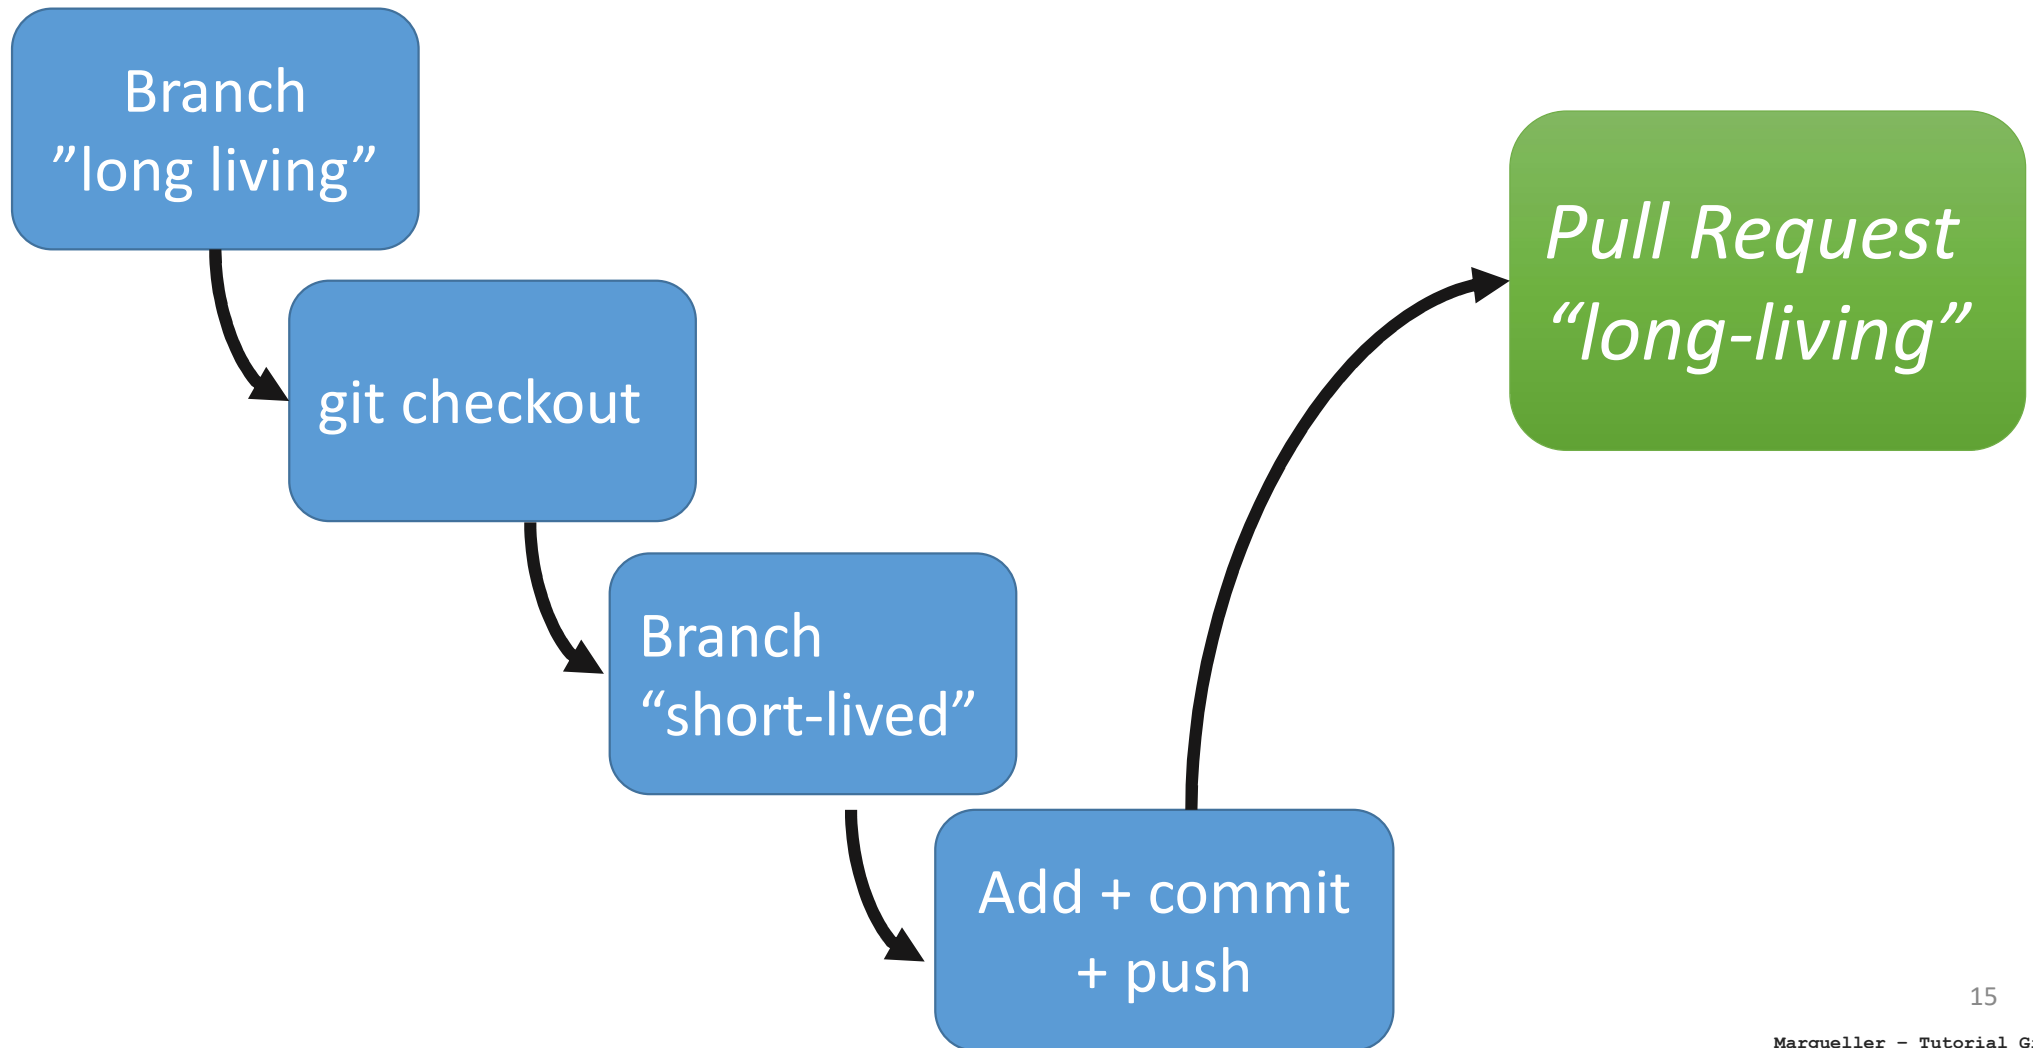 Branch
”long living”
git checkout
Branch
“short-lived”
Add + commit
+ push
Pull Request
“long-living”
15
Marqueller – Tutorial